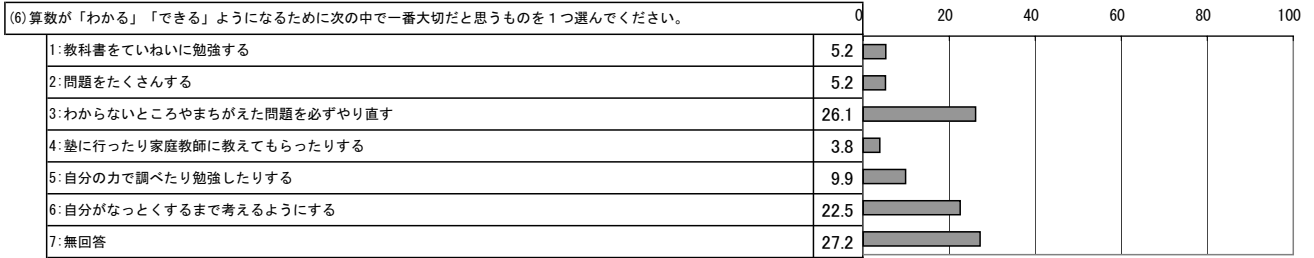 (6)算数が「わかる」「できる」ようになるために次の中で一番大切だと思うものを１つ選んでください。
0 20 40 60 80 100
1:教科書をていねいに勉強する 5.2
2:問題をたくさんする 5.2
3:わからないところやまちがえた問題を必ずやり直す 26.1
4:塾に行ったり家庭教師に教えてもらったりする 3.8
5:自分の力で調べたり勉強したりする 9.9
6:自分がなっとくするまで考えるようにする 22.5
7:無回答 27.2